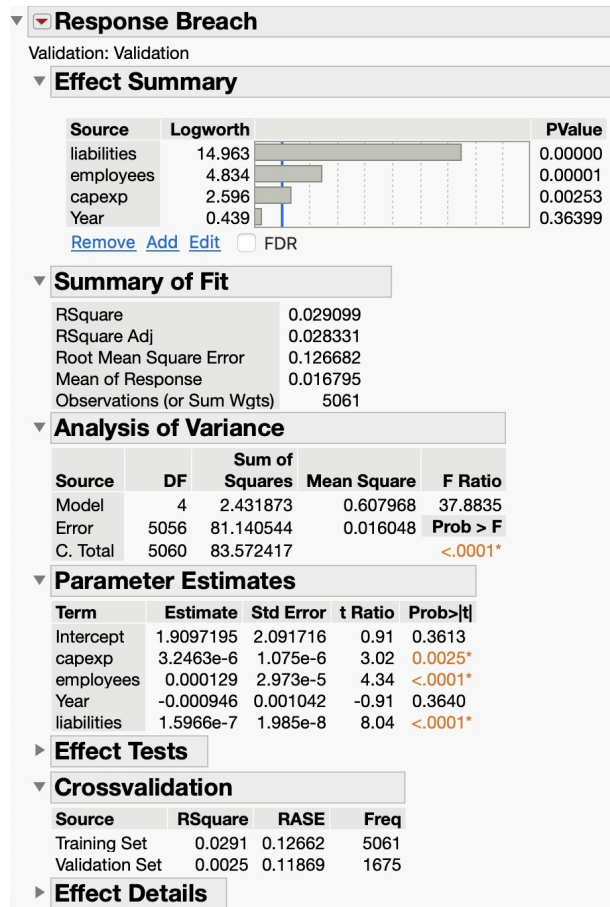 Response Breach
Validation: Validation
Effect Summary
Source Logworth PValue
liabilities 14.963 0.00000
employees 4.834 0.00001
capexp 2.596 0.00253
Year 0.439 0.36399
Remove Add Edit FDR
Summary of Fit
RSquare 0.029099
RSquare Adj 0.028331
Root Mean Square Error 0.126682
Mean of Response 0.016795
Observations (or Sum Wgts) 5061
Analysis of Variance
Sum of
Source DF Squares Mean Square F Ratio
Model 4 2.431873 0.607968 37.8835
Error 5056 81.140544 0.016048 Prob > F
C. Total 5060 83.572417 <.0001*
Parameter Estimates
Term Estimate Std Error t Ratio Prob>|t|
Intercept 1.9097195 2.091716 0.91 0.3613
capexp 3.2463e-6 1.075e-6 3.02 0.0025*
employees 0.000129 2.973e-5 4.34 <.0001*
Year -0.000946 0.001042 -0.91 0.3640
liabilities 1.5966e-7 1.985e-8 8.04 <.0001*
Effect Tests
Crossvalidation
Source RSquare RASE Freq
Training Set 0.0291 0.12662 5061
Validation Set 0.0025 0.11869 1675
Effect Details